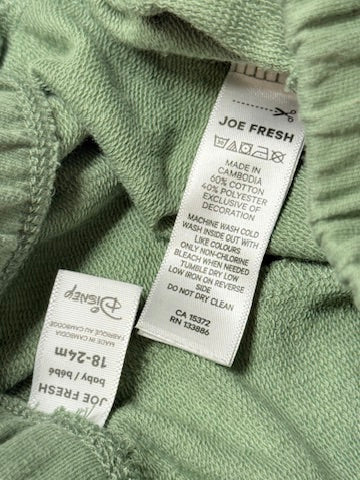 JOE FRESH
MADE IN
CAMBODIA
60% COTTON
40% POLYESTER
EXCLUSIVE OF
DECORATION
MACHINE WASH COLD
WASH INSIDE OUT WITH
LIKE COLOURS
ONLY NON-CHLORINE
BLEACH WHEN NEEDED
TUMBLE DRY LOW
LOW IRON ON REVERSE
SIDE
DO NOT DRY CLEAN
CA 15372
RN 133886
JOE FRESH
baby / bébé
18-24m
FABRIQUÉ AU CAMBODGE
MADE IN CAMBODIA
Disney